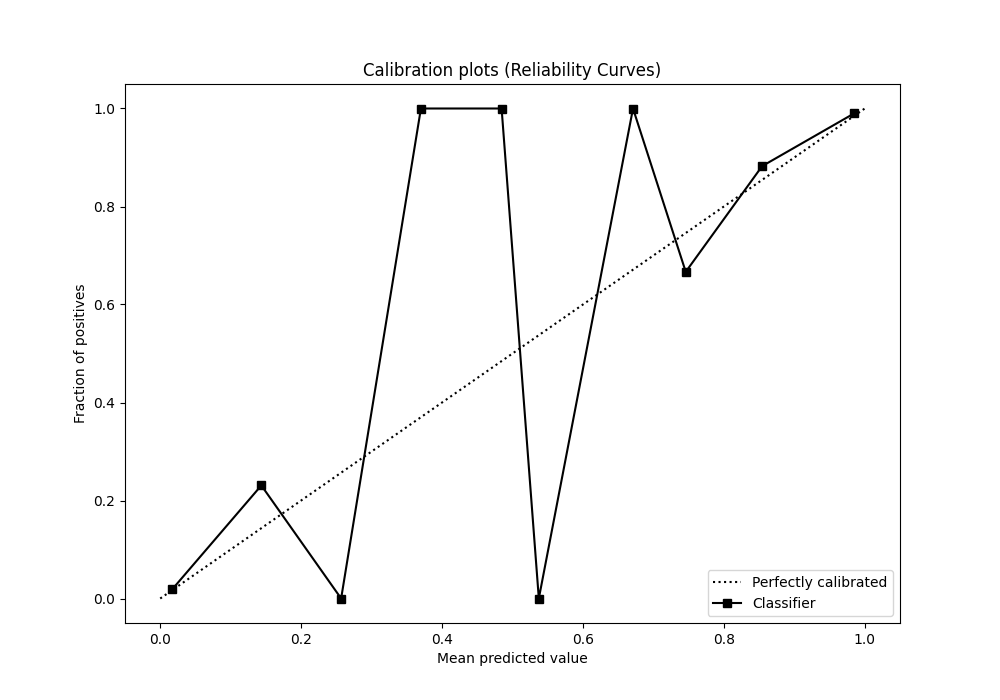 Calibration plots (Reliability Curves)
1.0
0.8
0.6
0.4
0.2
0.0
Fraction of positives
0.0 0.2 0.4 0.6 0.8 1.0
Mean predicted value
Perfectly calibrated
Classifier